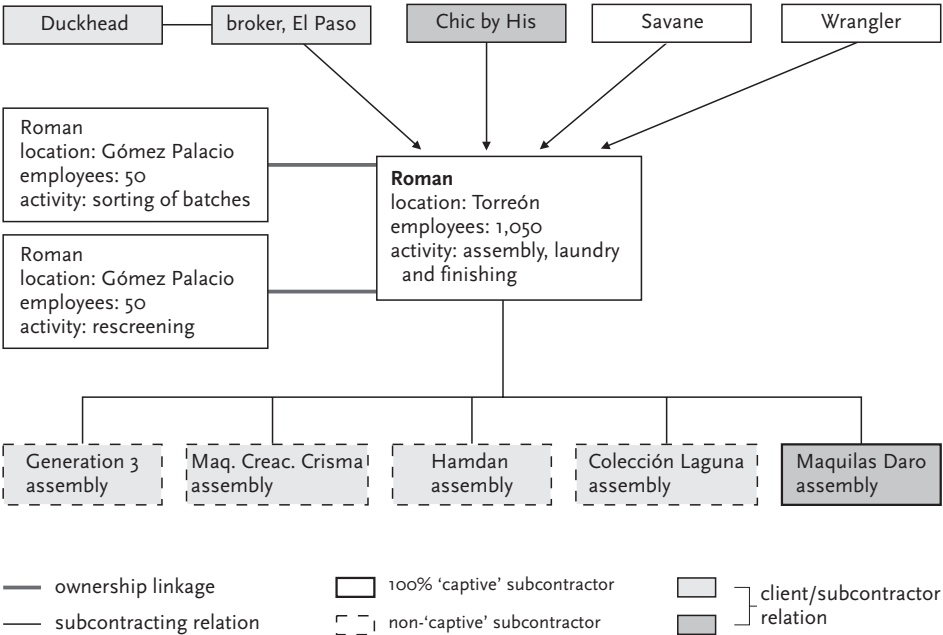 Duckhead
broker, El Paso
Chic by His
Savane
Wrangler
Roman
location: Gómez Palacio
employees: 50
activity: sorting of batches
Roman
location: Gómez Palacio
employees: 50
activity: rescreening
Roman
location: Torreón
employees: 1,050
activity: assembly, laundry
and finishing
Generation 3
assembly
Maq. Creac. Crisma
assembly
Hamdan
assembly
Colección Laguna
assembly
Maquilas Daro
assembly
ownership linkage
subcontracting relation
100% ‘captive’ subcontractor
non-‘captive’ subcontractor
client/subcontractor
relation